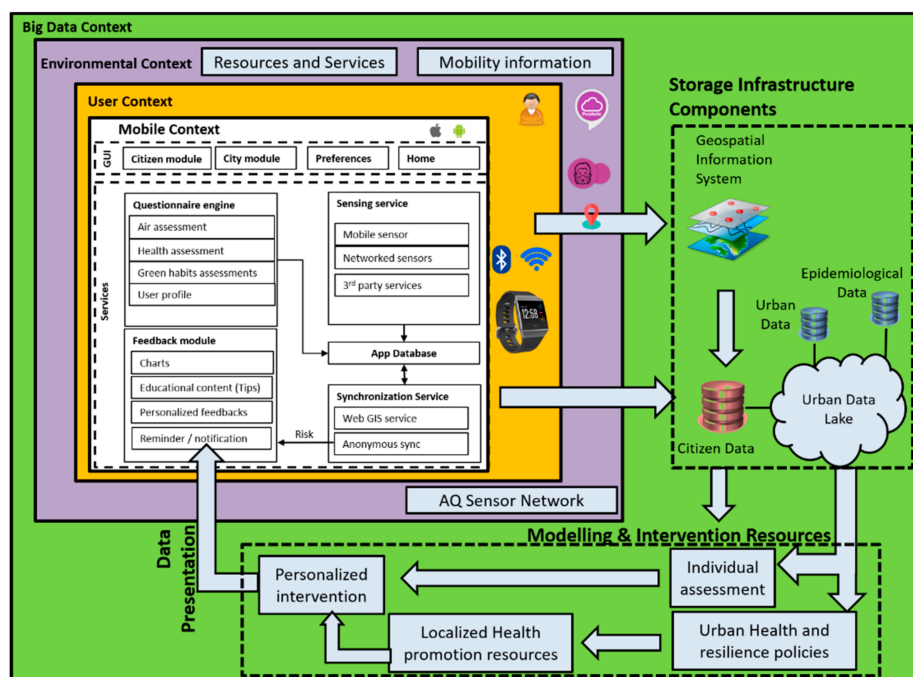 Big Data Context
Environmental Context
Resources and Services
Mobility information
User Context
Mobile Context
GUI
Citizen module
City module
Preferences
Home
Services
Questionnaire engine
Air assessment
Health assessment
Green habits assessments
User profile
Sensing service
Mobile sensor
Networked sensors
3rd party services
Feedback module
Charts
Educational content (Tips)
Personalized feedbacks
Reminder / notification
App Database
Synchronization Service
Web GIS service
Anonymous sync
Risk
12:58
AQ Sensor Network
Storage Infrastructure
Components
Geospatial
Information
System
Epidemiological
Data
Urban
Data
Urban Data
Lake
Citizen Data
Modelling & Intervention Resources
Data
Presentation
Personalized
intervention
Individual
assessment
Localized Health
promotion resources
Urban Health and
resilience policies